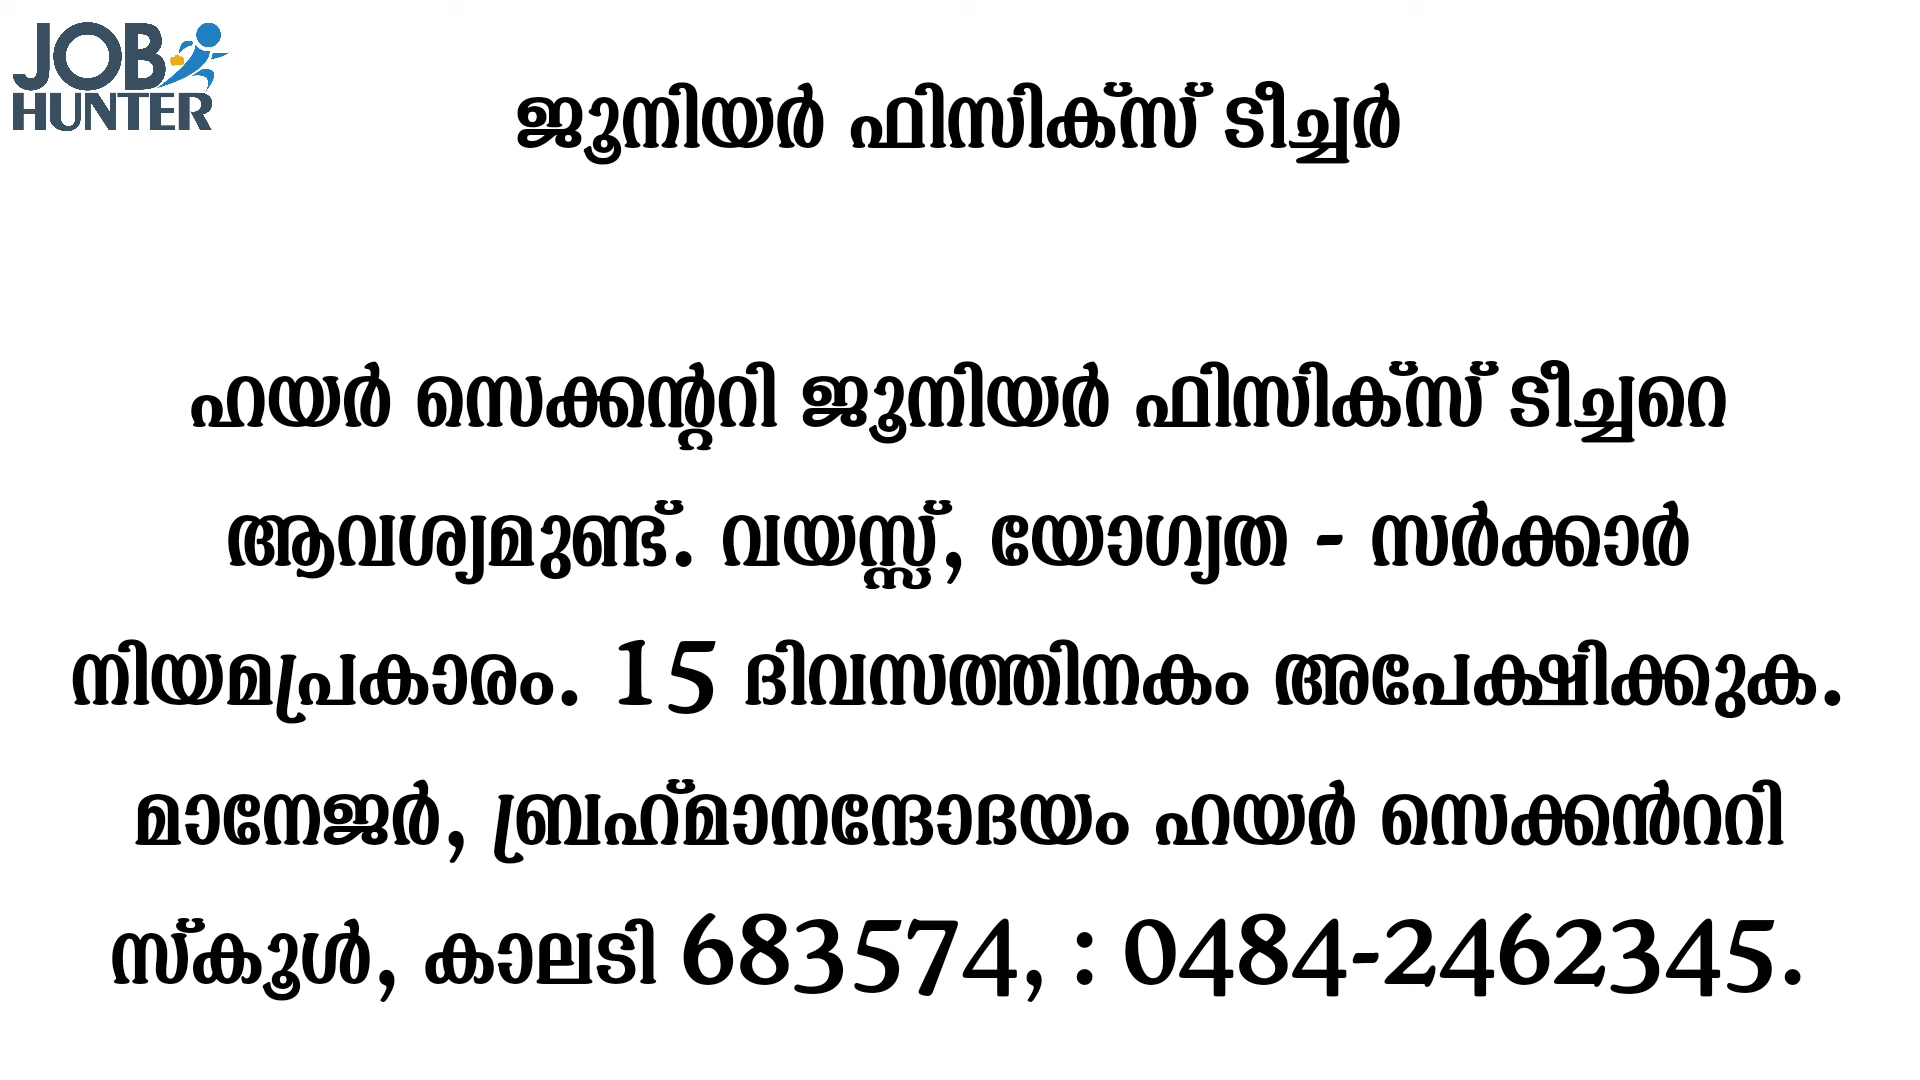 JOB
HUNTER
ജൂനിയർ ഫിസിക്സ് ടീച്ചർ
ഹയർ സെക്കന്ററി ജൂനിയർ ഫിസിക്സ് ടീച്ചറെ
ആവശ്യമുണ്ട്. വയസ്സ്, യോഗ്യത - സർക്കാർ
നിയമപ്രകാരം. 15 ദിവസത്തിനകം അപേക്ഷിക്കുക.
മാനേജർ, ബ്രഹ്മാനന്ദോദയം ഹയർ സെക്കൻററി
സ്കൂൾ, കാലടി 683574, : 0484-2462345.